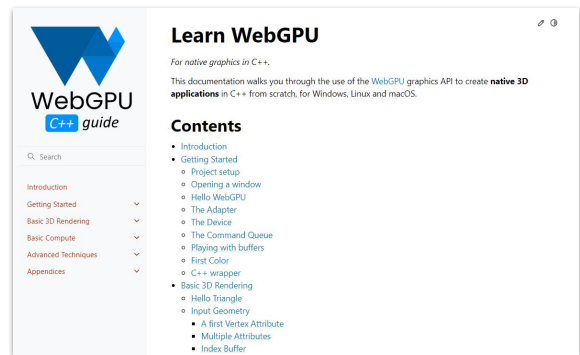 WebGPU
C++ guide
Search
Introduction
Getting Started
Basic 3D Rendering
Basic Compute
Advanced Techniques
Appendices
Learn WebGPU
For native graphics in C++.
This documentation walks you through the use of the WebGPU graphics API to create native 3D
applications in C++ from scratch, for Windows, Linux and macOS.
Contents
Introduction
Getting Started
Project setup
Opening a window
Hello WebGPU
The Adapter
The Device
The Command Queue
Playing with buffers
First Color
C++ wrapper
Basic 3D Rendering
Hello Triangle
Input Geometry
A first Vertex Attribute
Multiple Attributes
Index Buffer